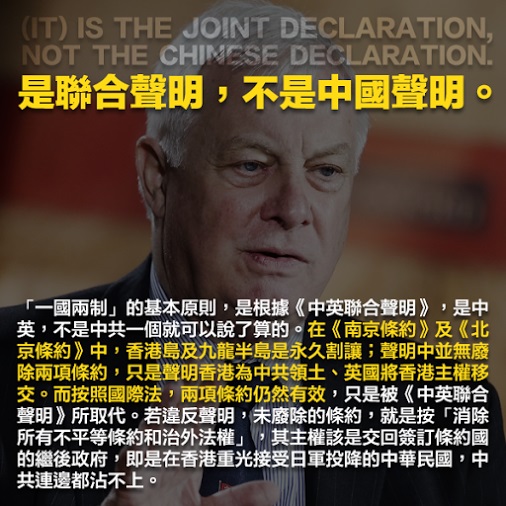 (IT) IS THE JOINT DECLARATION,
NOT THE CHINESE DECLARATION.
是聯合聲明，不是中國聲明。
「一國兩制」的基本原則，是根據《中英聯合聲明》，是中
英，不是中共一個就可以說了算的。在《南京條約》及《北
京條約》中，香港島及九龍半島是永久割讓；聲明中並無廢
除兩項條約，只是聲明香港為中共領土、英國將香港主權移
交。而按照國際法，兩項條約仍然有效，只是被《中英聯合
聲明》所取代。若違反聲明，未廢除的條約，就是按「消除
所有不平等條約和治外法權」，其主權該是交回簽訂條約國
的繼後政府，即是在香港重光接受日軍投降的中華民國，中
共連邊都沾不上。